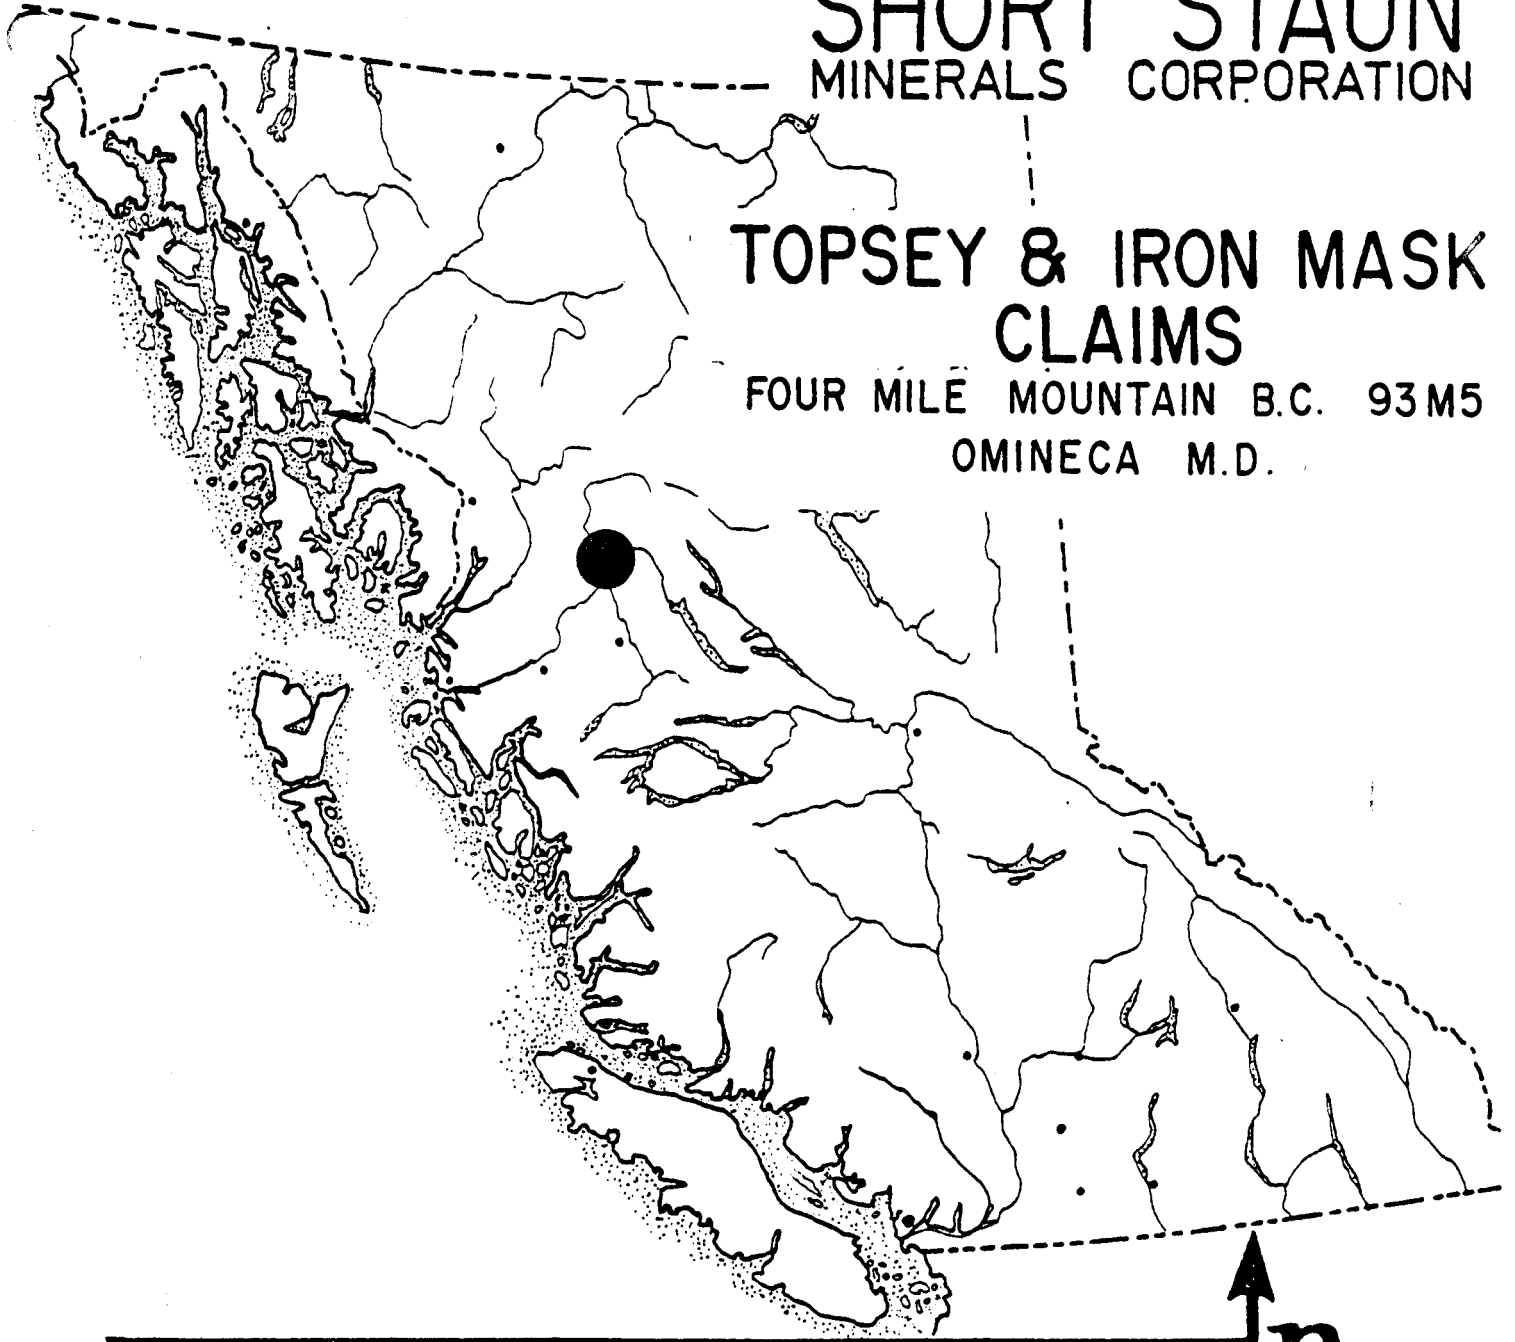 SHORT STAUN
MINERALS CORPORATION
TOPSEY & IRON MASK
CLAIMS
FOUR MILE MOUNTAIN B.C. 93M5
OMINECA M.D.
n